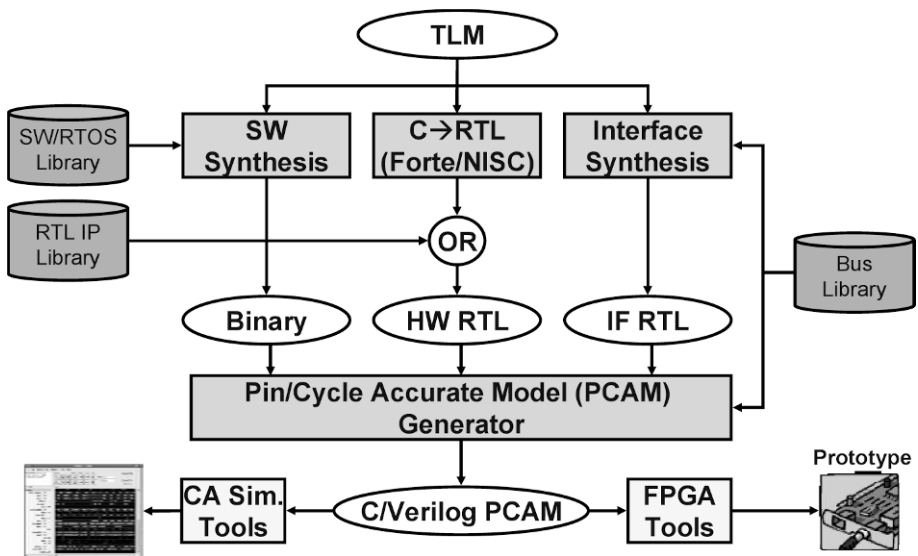 TLM
SW/RTOS
Library
SW
Synthesis
C→RTL
(Forte/NISC)
Interface
Synthesis
RTL IP
Library
OR
Bus
Library
Binary
HW RTL
IF RTL
Pin/Cycle Accurate Model (PCAM)
Generator
Prototype
CA Sim.
Tools
C/Verilog PCAM
FPGA
Tools